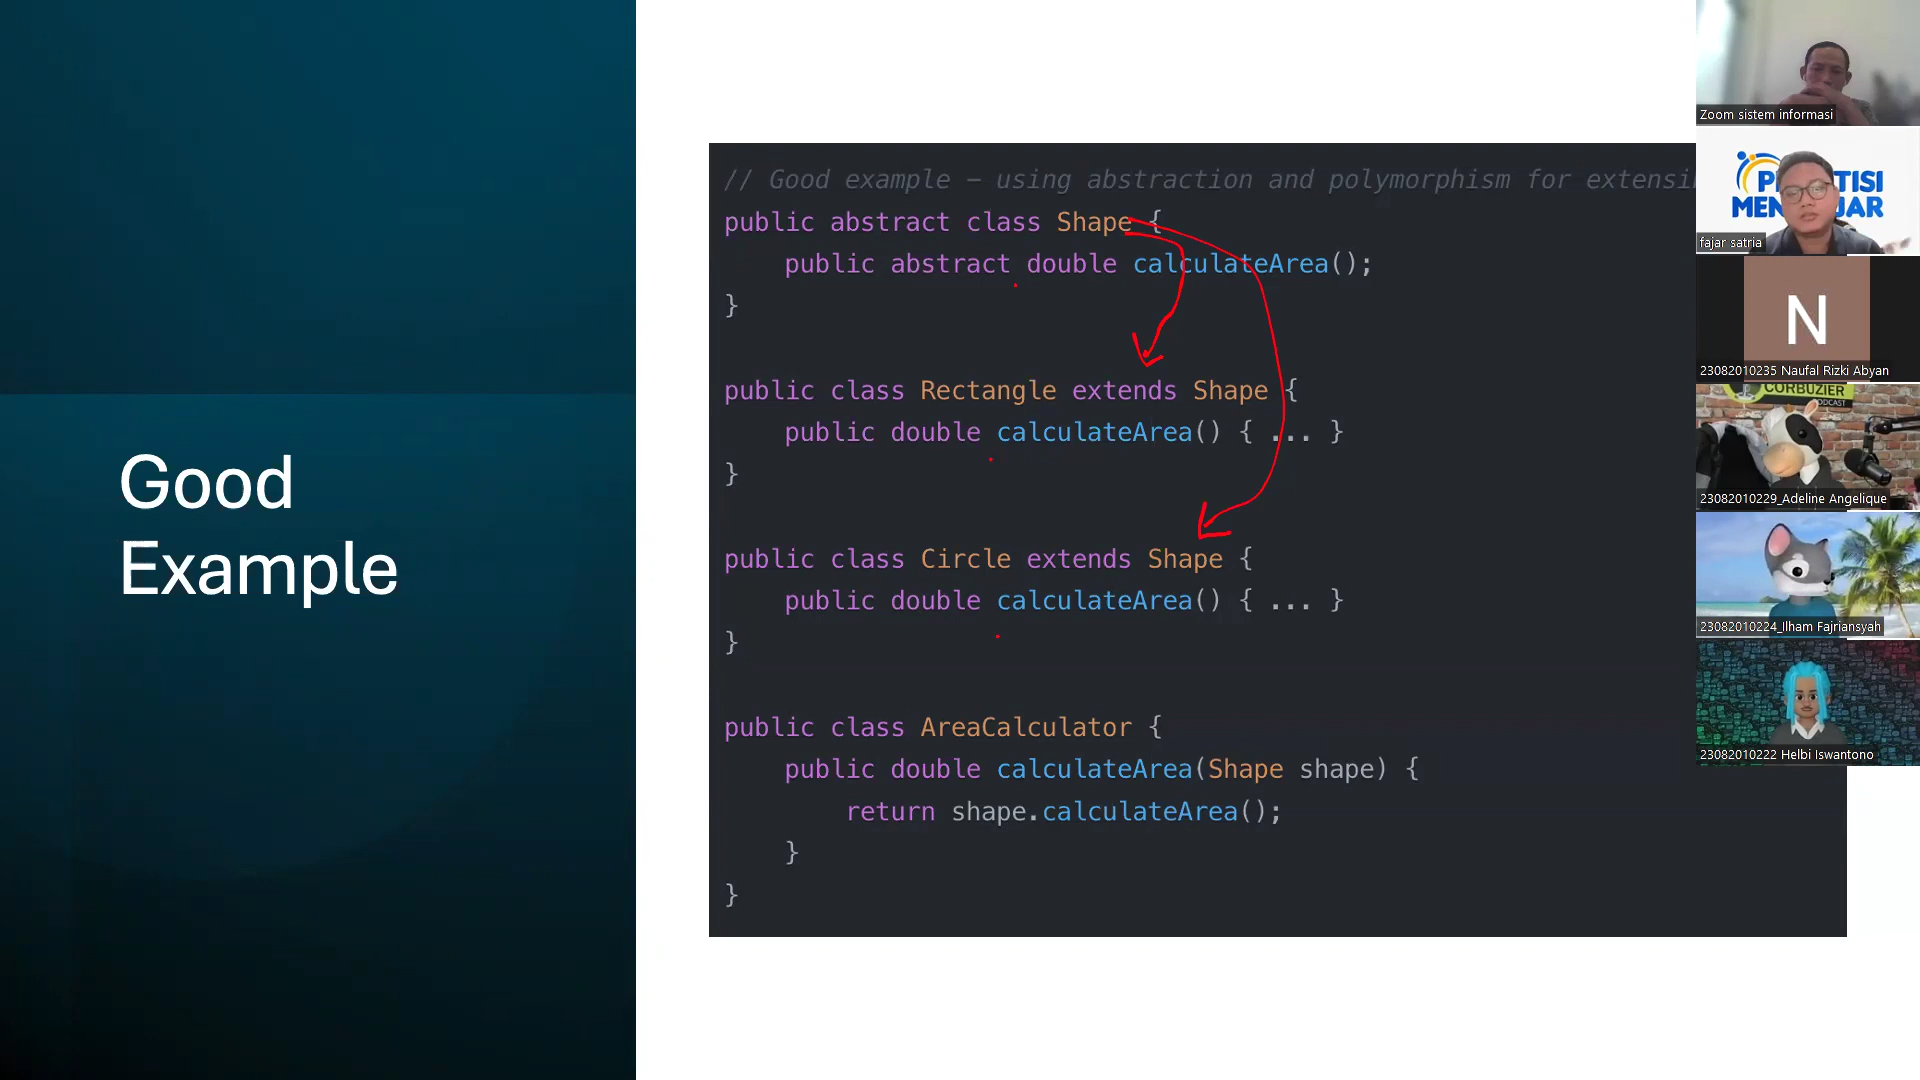 Good
Example
// Good example – using abstraction and polymorphism for
public abstract class Shape {
    public abstract double calculateArea();
}
public class Rectangle extends Shape {
    public double calculateArea() { ... }
}
public class Circle extends Shape {
    public double calculateArea() { ... }
}
public class AreaCalculator {
    public double calculateArea(Shape shape) {
        return shape.calculateArea();
    }
}
Zoom sistem informasi
fajar satria
N
23082010235 Naufal Rizki Abyan
CORBUZIER
PODCAST
23082010229_Adeline Angelique
23082010224_Ilham Fajriansyah
23082010222 Helbi Iswantono